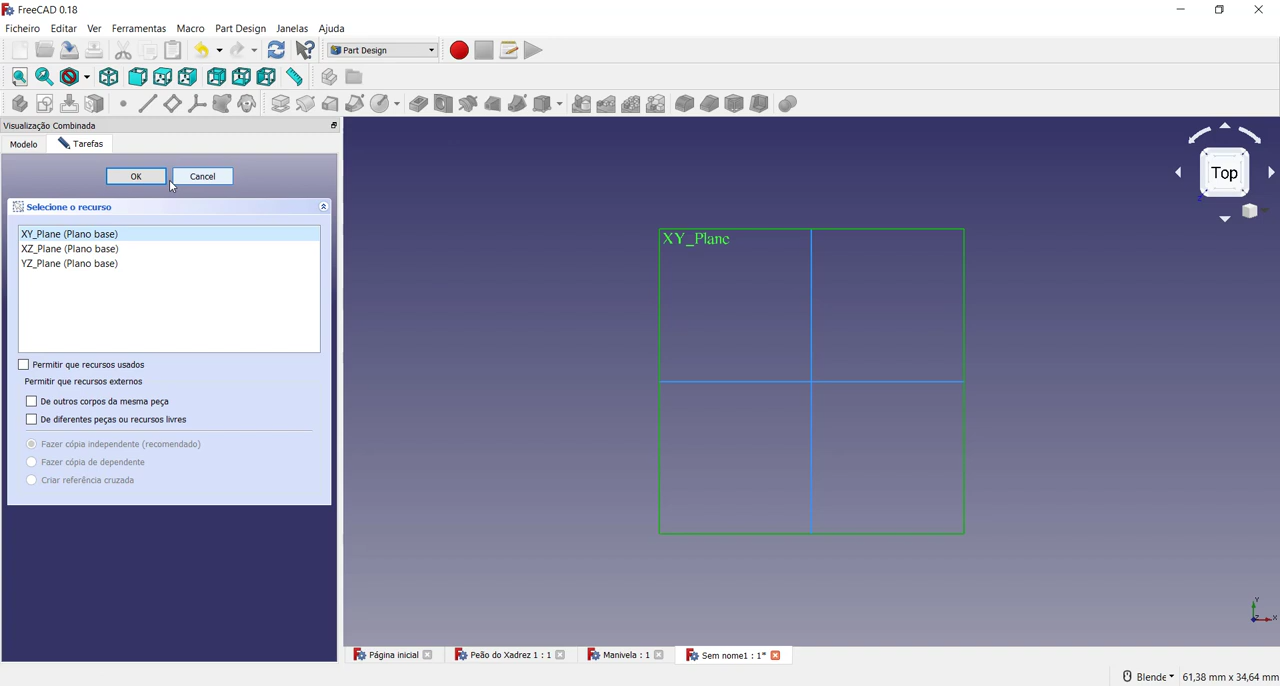 FreeCAD 0.18
Ficheiro Editar Ver Ferramentas Macro Part Design Janelas Ajuda
Part Design
Visualização Combinada
Modelo Tarefas
OK Cancel
Selecione o recurso
XY_Plane (Plano base)
XZ_Plane (Plano base)
YZ_Plane (Plano base)
Permitir que recursos usados
Permitir que recursos externos
De outros corpos da mesma peça
De diferentes peças ou recursos livres
Fazer cópia independente (recomendado)
Fazer cópia de dependente
Criar referência cruzada
XY_Plane
Top
Z
Y
Z X
Página inicial Peão do Xadrez 1 : 1 Manivela : 1 Sem nome1 : 1*
Blende 61,38 mm x 34,64 mm